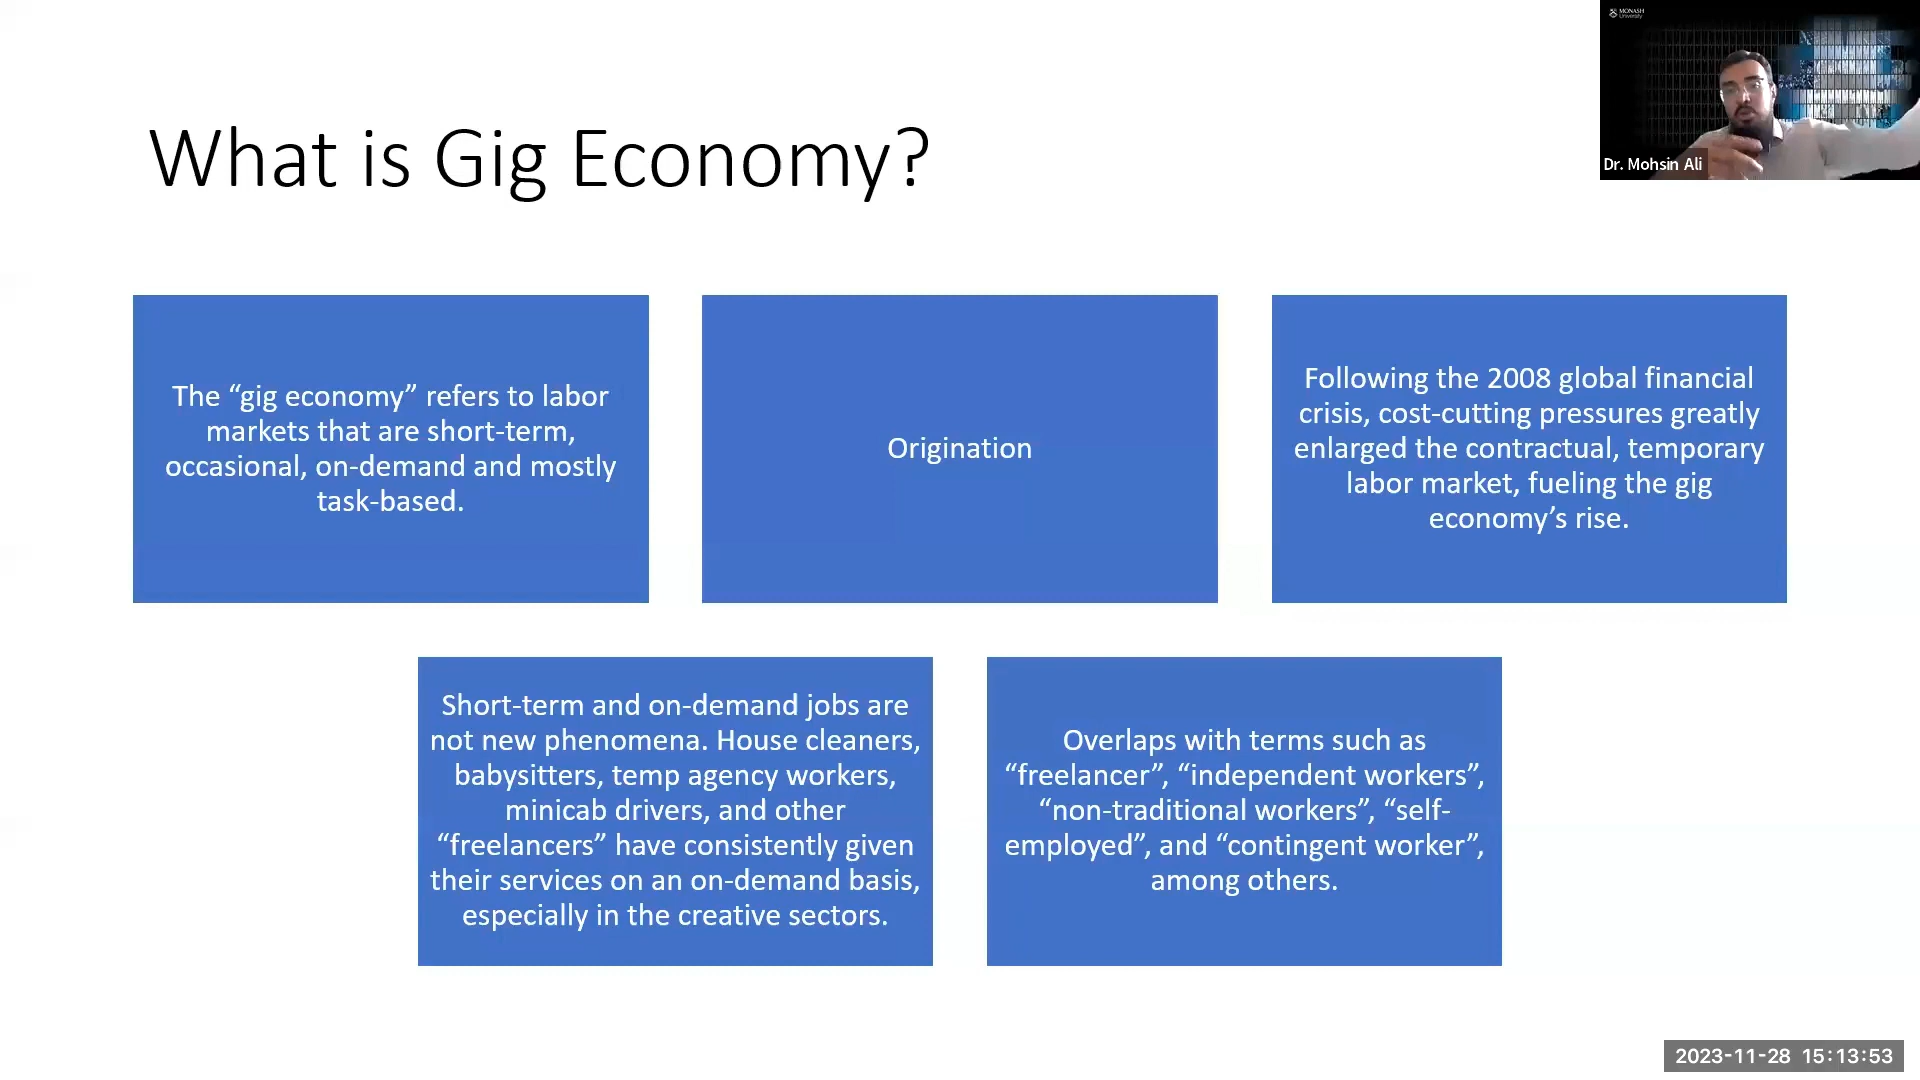 MONASH
University
Dr. Mohsin Ali
What is Gig Economy?
The “gig economy” refers to labor
markets that are short-term,
occasional, on-demand and mostly
task-based.
Origination
Following the 2008 global financial
crisis, cost-cutting pressures greatly
enlarged the contractual, temporary
labor market, fueling the gig
economy’s rise.
Short-term and on-demand jobs are
not new phenomena. House cleaners,
babysitters, temp agency workers,
minicab drivers, and other
“freelancers” have consistently given
their services on an on-demand basis,
especially in the creative sectors.
Overlaps with terms such as
“freelancer”, “independent workers”,
“non-traditional workers”, “self-
employed”, and “contingent worker”,
among others.
2023-11-28 15:13:53